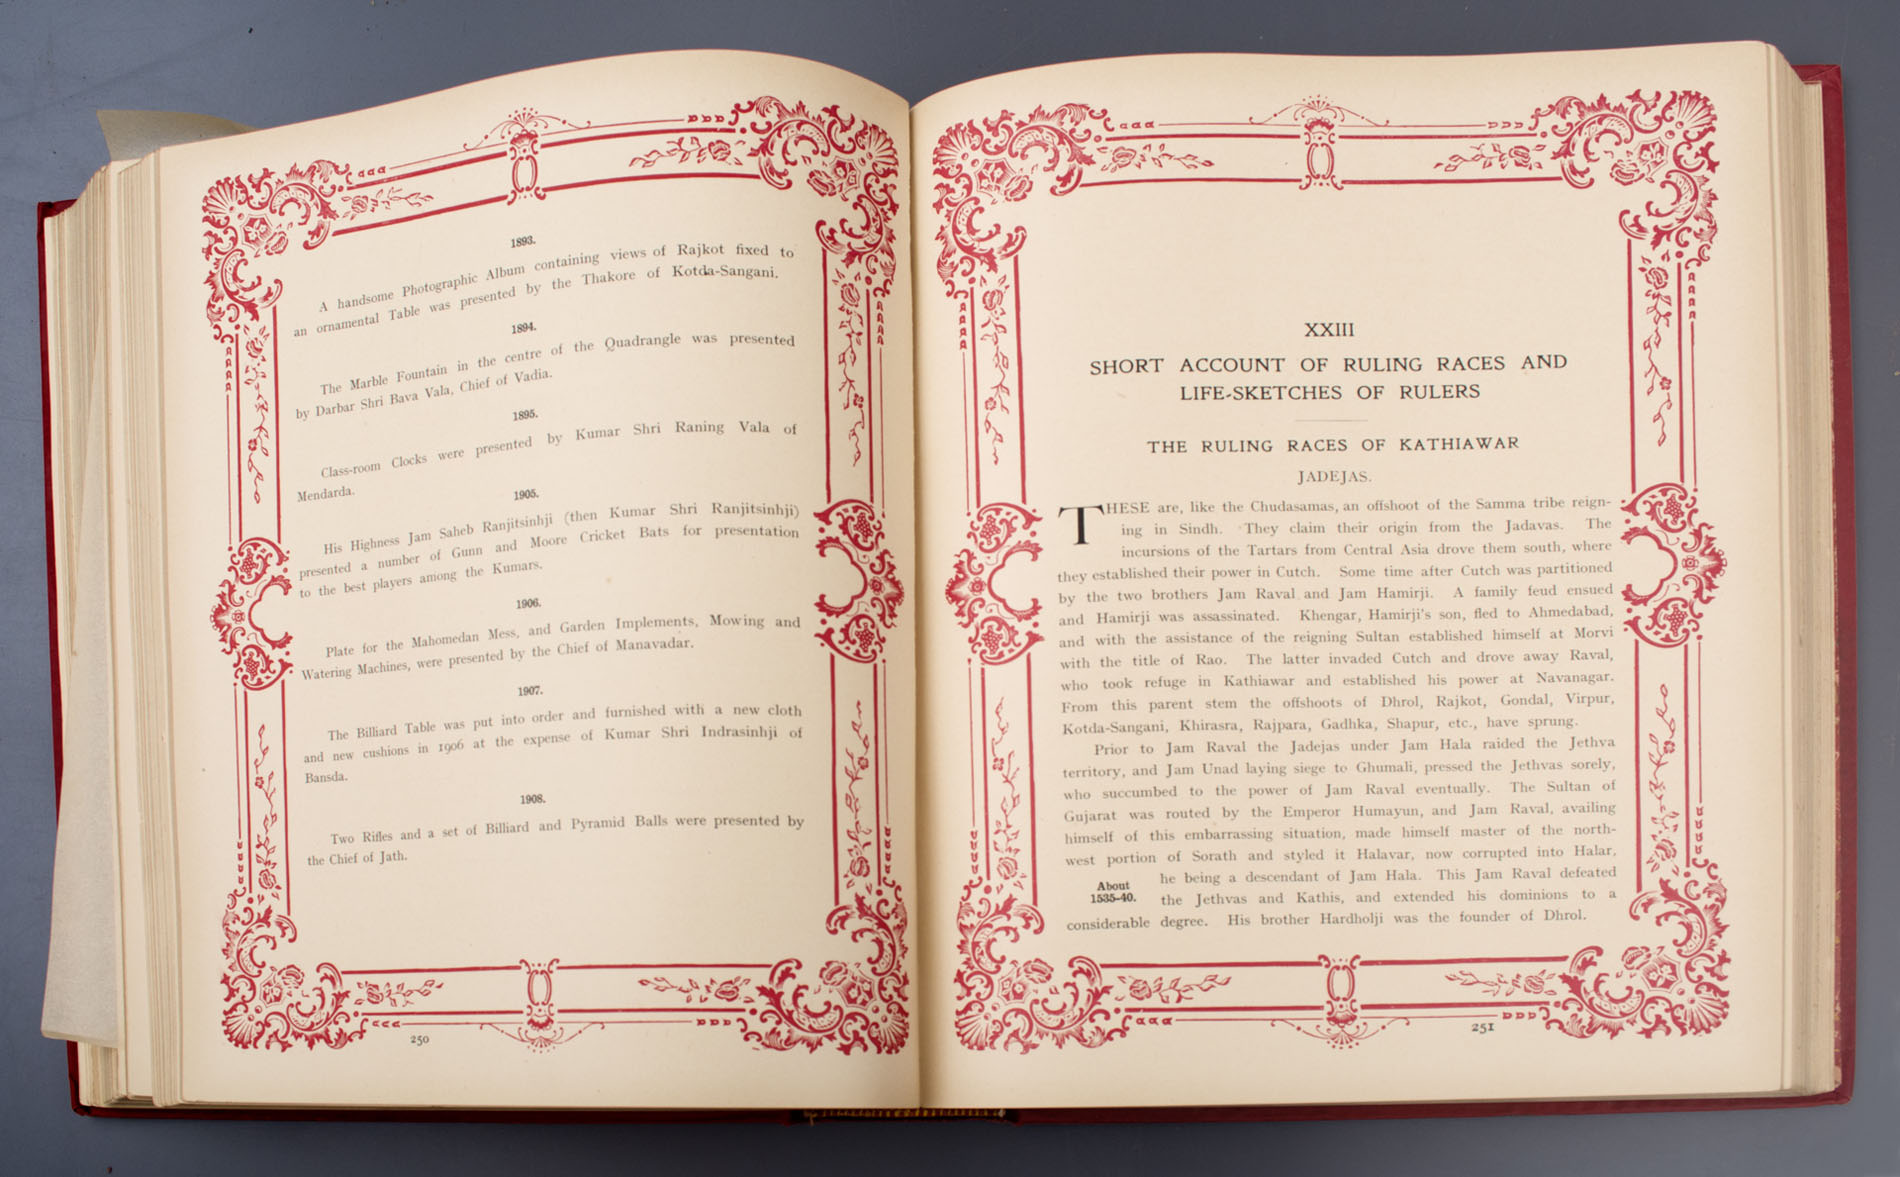 1893.
A handsome Photographic Album containing views of Rajkot fixed to
an ornamental Table was presented by the Thakore of Kotda-Sangani.
1894.
The Marble Fountain in the centre of the Quadrangle was presented
by Darbar Shri Bava Vala, Chief of Vadia.
1895.
Class-room Clocks were presented by Kumar Shri Raning Vala of
Mendarda.
1905.
His Highness Jam Saheb Ranjitsinhji (then Kumar Shri Ranjitsinhji)
presented a number of Gunn and Moore Cricket Bats for presentation
to the best players among the Kumars.
1906.
Plate for the Mahomedan Mess, and Garden Implements, Mowing and
Watering Machines, were presented by the Chief of Manavadar.
1907.
The Billiard Table was put into order and furnished with a new cloth
and new cushions in 1906 at the expense of Kumar Shri Indrasinhji of
Bansda.
1908.
Two Rifles and a set of Billiard and Pyramid Balls were presented by
the Chief of Jath.
250
XXIII
SHORT ACCOUNT OF RULING RACES AND
LIFE-SKETCHES OF RULERS
THE RULING RACES OF KATHIAWAR
JADEJAS.
THESE are, like the Chudasamas, an offshoot of the Samma tribe reign-
ing in Sindh. They claim their origin from the Jadavas. The
incursions of the Tartars from Central Asia drove them south, where
they established their power in Cutch. Some time after Cutch was partitioned
by the two brothers Jam Raval and Jam Hamirji. A family feud ensued
and Hamirji was assassinated. Khengar, Hamirji's son, fled to Ahmedabad,
and with the assistance of the reigning Sultan established himself at Morvi
with the title of Rao. The latter invaded Cutch and drove away Raval,
who took refuge in Kathiawar and established his power at Navanagar.
From this parent stem the offshoots of Dhrol, Rajkot, Gondal, Virpur,
Kotda-Sangani, Khirasra, Rajpara, Gadhka, Shapur, etc., have sprung.
Prior to Jam Raval the Jadejas under Jam Hala raided the Jethva
territory, and Jam Unad laying siege to Ghumali, pressed the Jethvas sorely,
who succumbed to the power of Jam Raval eventually. The Sultan of
Gujarat was routed by the Emperor Humayun, and Jam Raval, availing
himself of this embarrassing situation, made himself master of the north-
west portion of Sorath and styled it Halavar, now corrupted into Halar,
he being a descendant of Jam Hala. This Jam Raval defeated
About
1535-40.
the Jethvas and Kathis, and extended his dominions to a
considerable degree. His brother Hardholji was the founder of Dhrol.
251